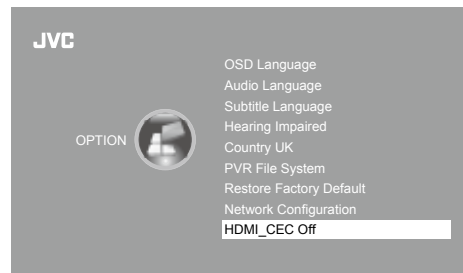 JVC
OPTION
OSD Language
Audio Language
Subtitle Language
Hearing Impaired
Country UK
PVR File System
Restore Factory Default
Network Configuration
HDMI_CEC Off